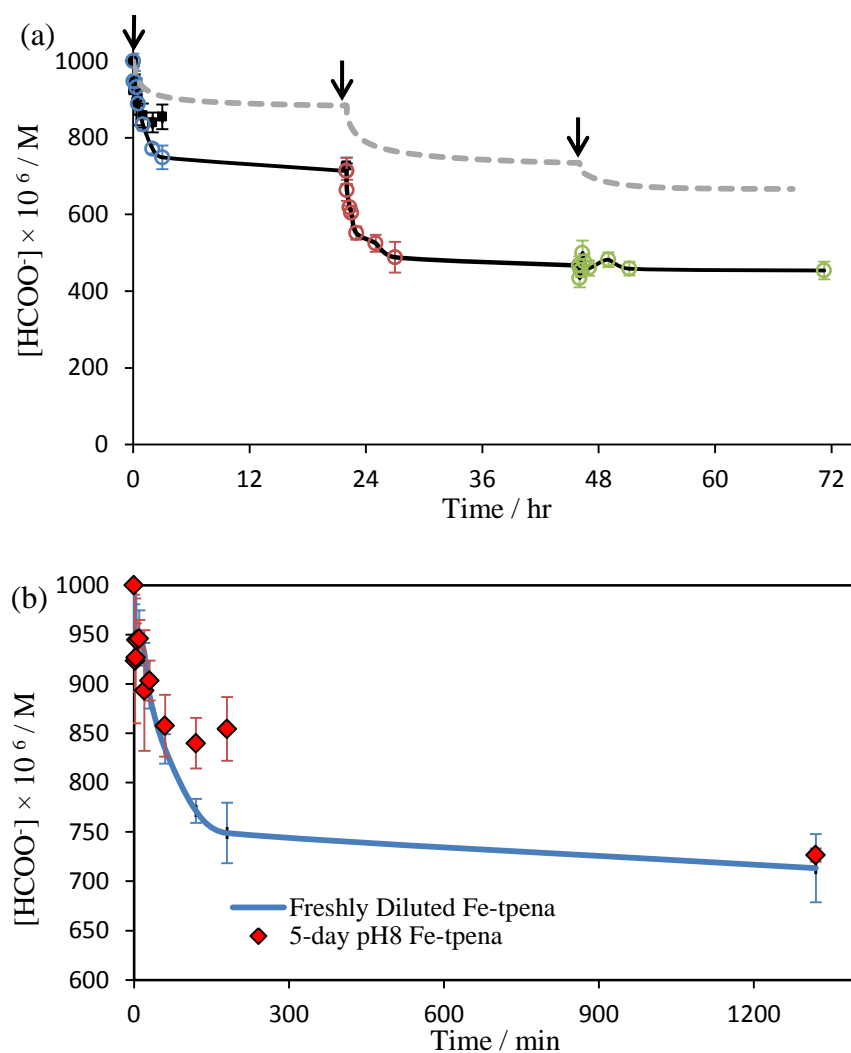 (a)
1000
800
600
400
200
0
[HCOO⁻] × 10⁶ / M
0 12 24 36 48 60 72
Time / hr
(b)
1000
950
900
850
800
750
700
650
600
[HCOO⁻] × 10⁶ / M
Freshly Diluted Fe-tpena
5-day pH8 Fe-tpena
0 300 600 900 1200
Time / min